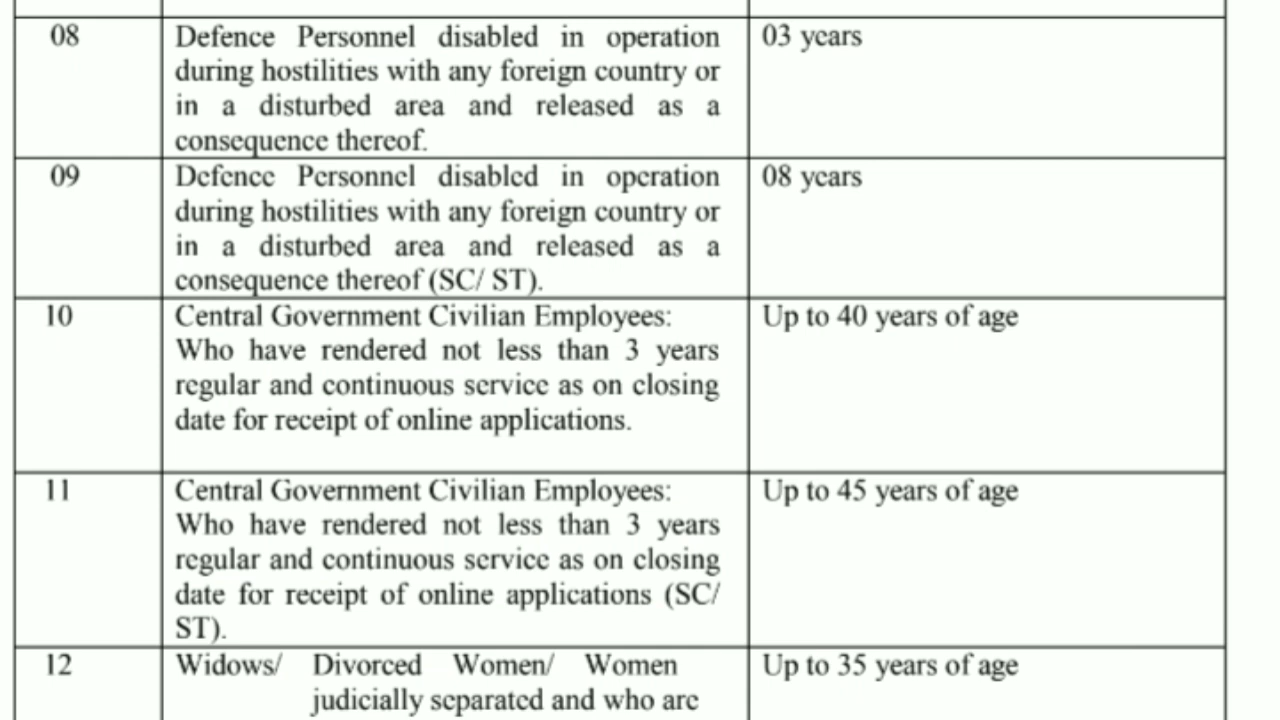 08 Defence Personnel disabled in operation 03 years
during hostilities with any foreign country or
in a disturbed area and released as a
consequence thereof.
09 Defence Personnel disabled in operation 08 years
during hostilities with any foreign country or
in a disturbed area and released as a
consequence thereof (SC/ ST).
10 Central Government Civilian Employees: Up to 40 years of age
Who have rendered not less than 3 years
regular and continuous service as on closing
date for receipt of online applications.
11 Central Government Civilian Employees: Up to 45 years of age
Who have rendered not less than 3 years
regular and continuous service as on closing
date for receipt of online applications (SC/
ST).
12 Widows/ Divorced Women/ Women Up to 35 years of age
judicially separated and who are